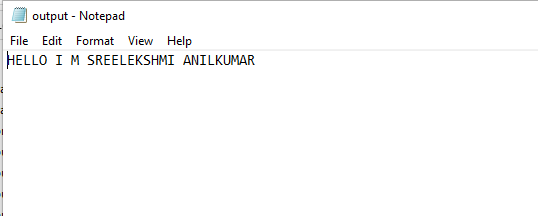 output - Notepad
File Edit Format View Help
HELLO I M SREELEKSHMI ANILKUMAR